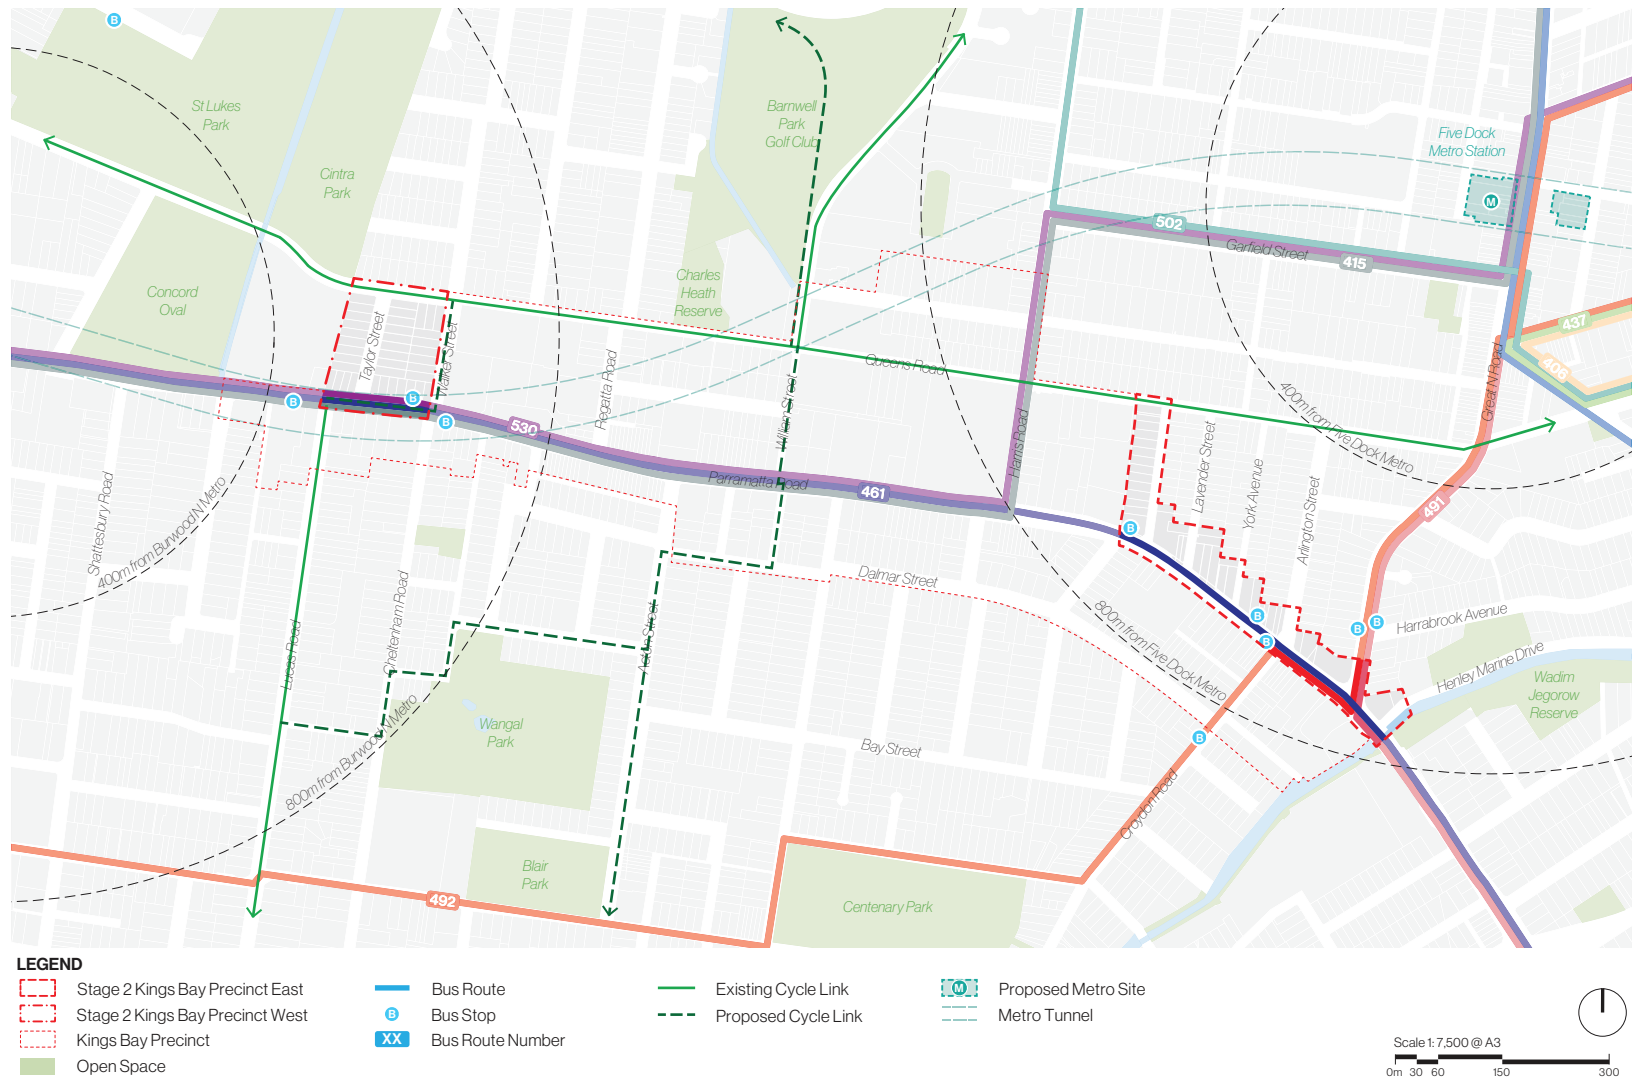 B
St Lukes
Park
Barnwell
Park
Golf Club
Five Dock
Metro Station
Cintra
Park
M
502
Garfield Street
415
Concord
Oval
Charles
Heath
Reserve
437
406
Taylor Street
Walker Street
Regatta Road
William Street
Queens Road
Great N Road
400m from Five Dock Metro
B
B
B
530
Harris Road
Parramatta Road
461
Lavender Street
York Avenue
Arlington Street
491
Shaftesbury Road
400m from Burwood N Metro
B
Dalmar Street
Cheltenham Road
Acton Street
Lucas Road
800m from Five Dock Metro
B
B
B
B
Harrabrook Avenue
Henley Marine Drive
Wadim
Jegorow
Reserve
Wangal
Park
800m from Burwood N Metro
Bay Street
B
Croydon Road
Blair
Park
492
Centenary Park
LEGEND
Stage 2 Kings Bay Precinct East
Stage 2 Kings Bay Precinct West
Kings Bay Precinct
Open Space
Bus Route
B Bus Stop
XX Bus Route Number
Existing Cycle Link
Proposed Cycle Link
M Proposed Metro Site
Metro Tunnel
Scale 1: 7,500 @ A3
0m 30 60 150 300